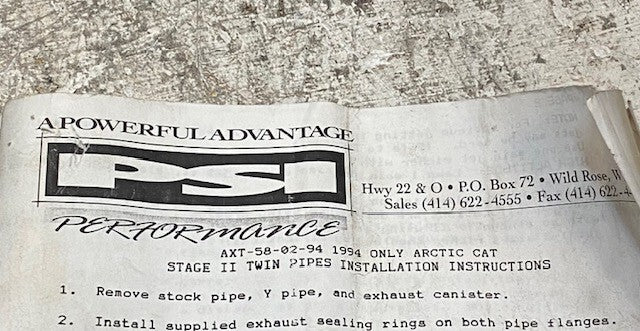 A POWERFUL ADVANTAGE
PSI
PERFORMANCE
Hwy 22 & O • P.O. Box 72 • Wild Rose, W
Sales (414) 622-4555 • Fax (414) 622-4
AXT-58-02-94 1994 ONLY ARCTIC CAT
STAGE II TWIN PIPES INSTALLATION INSTRUCTIONS
1. Remove stock pipe, Y pipe, and exhaust canister.
2. Install supplied exhaust sealing rings on both pipe flanges.